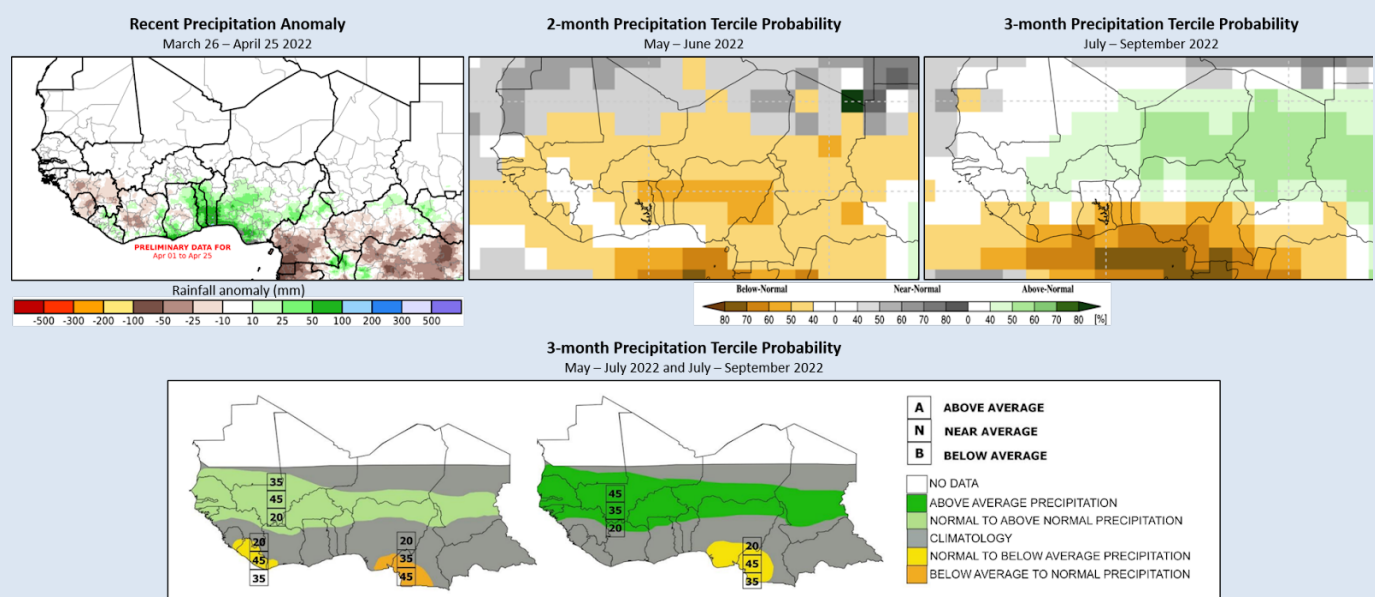 Recent Precipitation Anomaly
March 26 – April 25 2022
2-month Precipitation Tercile Probability
May – June 2022
3-month Precipitation Tercile Probability
July – September 2022
PRELIMINARY DATA FOR
Apr 01 to Apr 25
Rainfall anomaly (mm)
-500 -300 -200 -100 -50 -25 -10 10 25 50 100 200 300 500
Below-Normal Near-Normal Above-Normal
80 70 60 50 40 0 40 50 60 70 80 0 40 50 60 70 80 [%]
3-month Precipitation Tercile Probability
May – July 2022 and July – September 2022
35
45
20
20
45
35
20
35
45
45
35
20
20
45
35
A ABOVE AVERAGE
N NEAR AVERAGE
B BELOW AVERAGE
NO DATA
ABOVE AVERAGE PRECIPITATION
NORMAL TO ABOVE NORMAL PRECIPITATION
CLIMATOLOGY
NORMAL TO BELOW AVERAGE PRECIPITATION
BELOW AVERAGE TO NORMAL PRECIPITATION